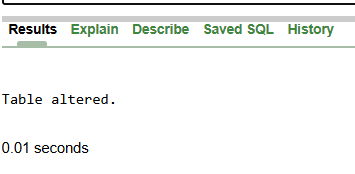 Results Explain Describe Saved SQL History
Table altered.
0.01 seconds